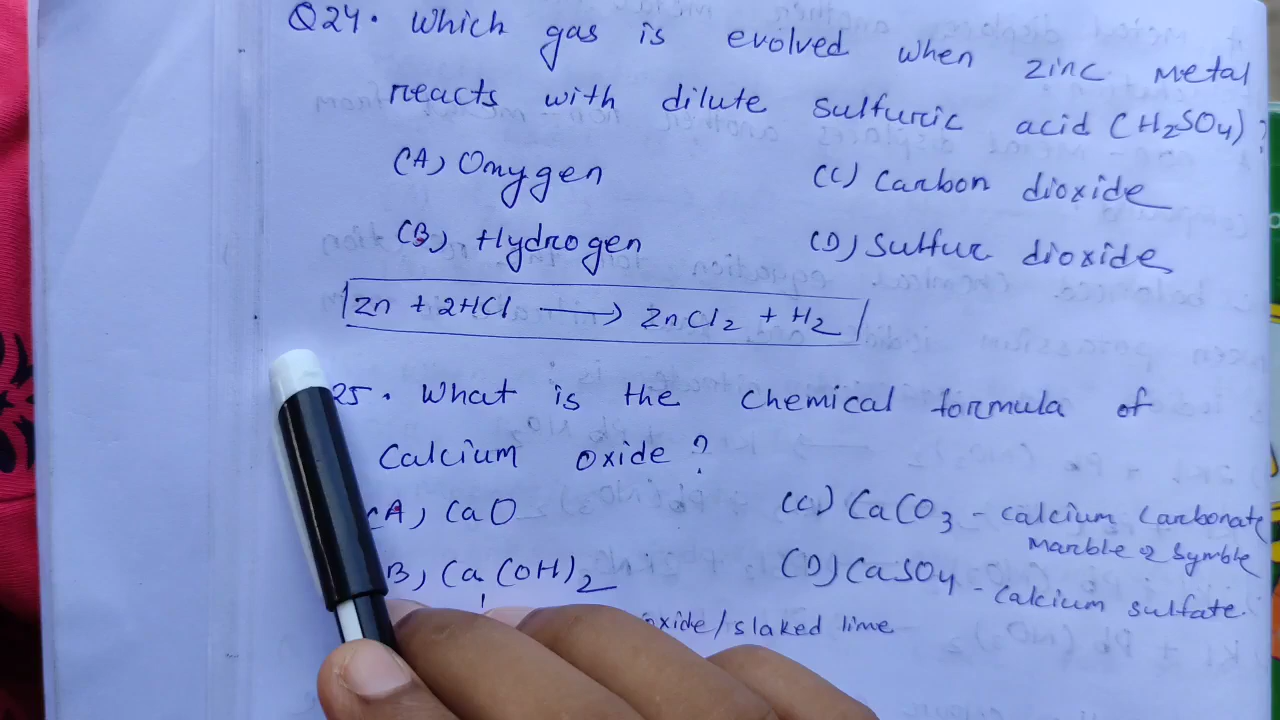 Q24. Which gas is evolved when zinc metal
reacts with dilute sulfuric acid (H2SO4)?
(A) Oxygen
(C) Carbon dioxide
(B) Hydrogen
(D) Sulfur dioxide
Zn + 2HCl → ZnCl2 + H2
25. What is the chemical formula of
Calcium oxide?
(A) CaO
(C) CaCO3 - calcium carbonate
Marble & Symble
B) Ca(OH)2
(D) CaSO4 - calcium sulfate
oxide/slaked lime